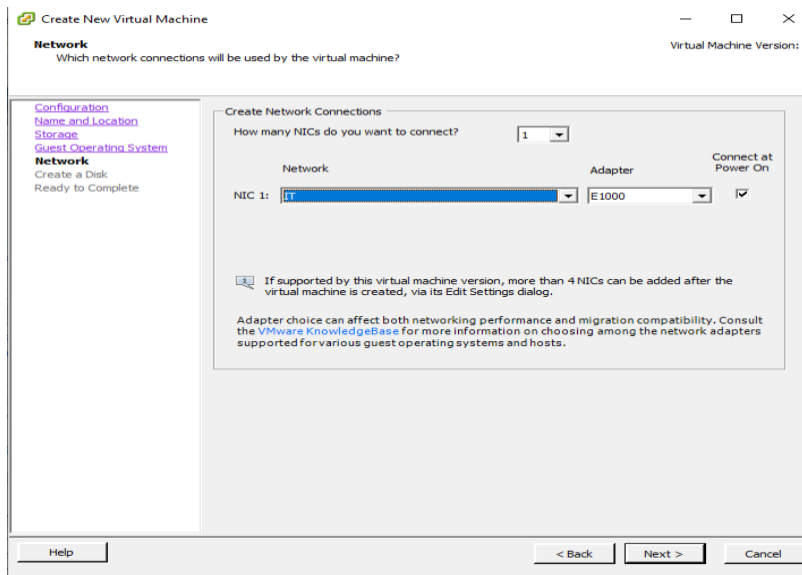 Create New Virtual Machine
Network
Which network connections will be used by the virtual machine?
Virtual Machine Version:
Configuration
Name and Location
Storage
Guest Operating System
Network
Create a Disk
Ready to Complete
Create Network Connections
How many NICs do you want to connect?
1
Network
Adapter
Connect at
Power On
NIC 1:
IT
E1000
If supported by this virtual machine version, more than 4 NICs can be added after the
virtual machine is created, via its Edit Settings dialog.
Adapter choice can affect both networking performance and migration compatibility. Consult
the VMware KnowledgeBase for more information on choosing among the network adapters
supported for various guest operating systems and hosts.
Help
< Back
Next >
Cancel